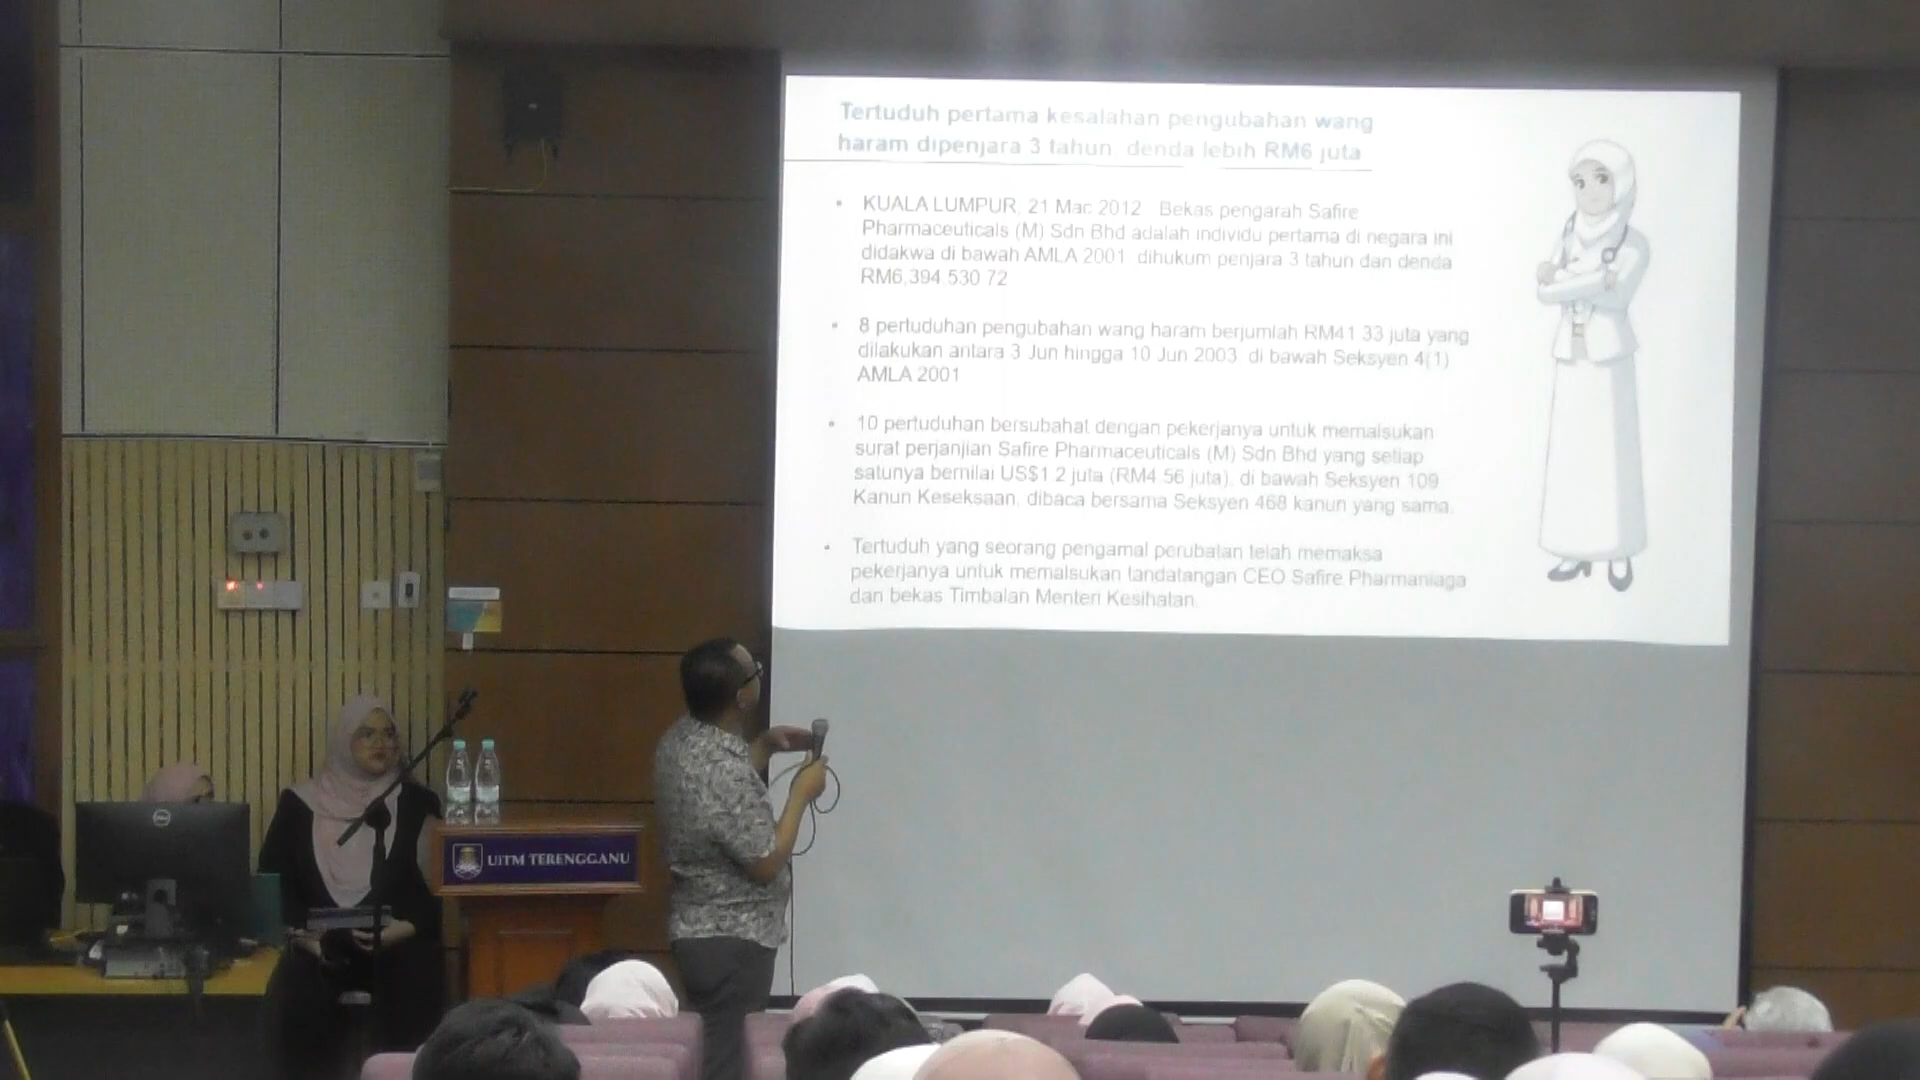 Tertuduh pertama kesalahan pengubahan wang
haram dipenjara 3 tahun denda lebih RM6 juta
KUALA LUMPUR, 21 Mac 2012 Bekas pengarah Safire
Pharmaceuticals (M) Sdn Bhd adalah individu pertama di negara ini
didakwa di bawah AMLA 2001 dihukum penjara 3 tahun dan denda
RM6,394,530 72
8 pertuduhan pengubahan wang haram berjumlah RM41 33 juta yang
dilakukan antara 3 Jun hingga 10 Jun 2003 di bawah Seksyen 4(1)
AMLA 2001
10 pertuduhan bersubahat dengan pekerjanya untuk memalsukan
surat perjanjian Safire Pharmaceuticals (M) Sdn Bhd yang setiap
satunya bernilai US$1 2 juta (RM4 56 juta), di bawah Seksyen 109
Kanun Keseksaan, dibaca bersama Seksyen 468 kanun yang sama.
Tertuduh yang seorang pengamal perubatan telah memaksa
pekerjanya untuk memalsukan tandatangan CEO Safire Pharmaniaga
dan bekas Timbalan Menteri Kesihatan.
UiTM TERENGGANU
DELL